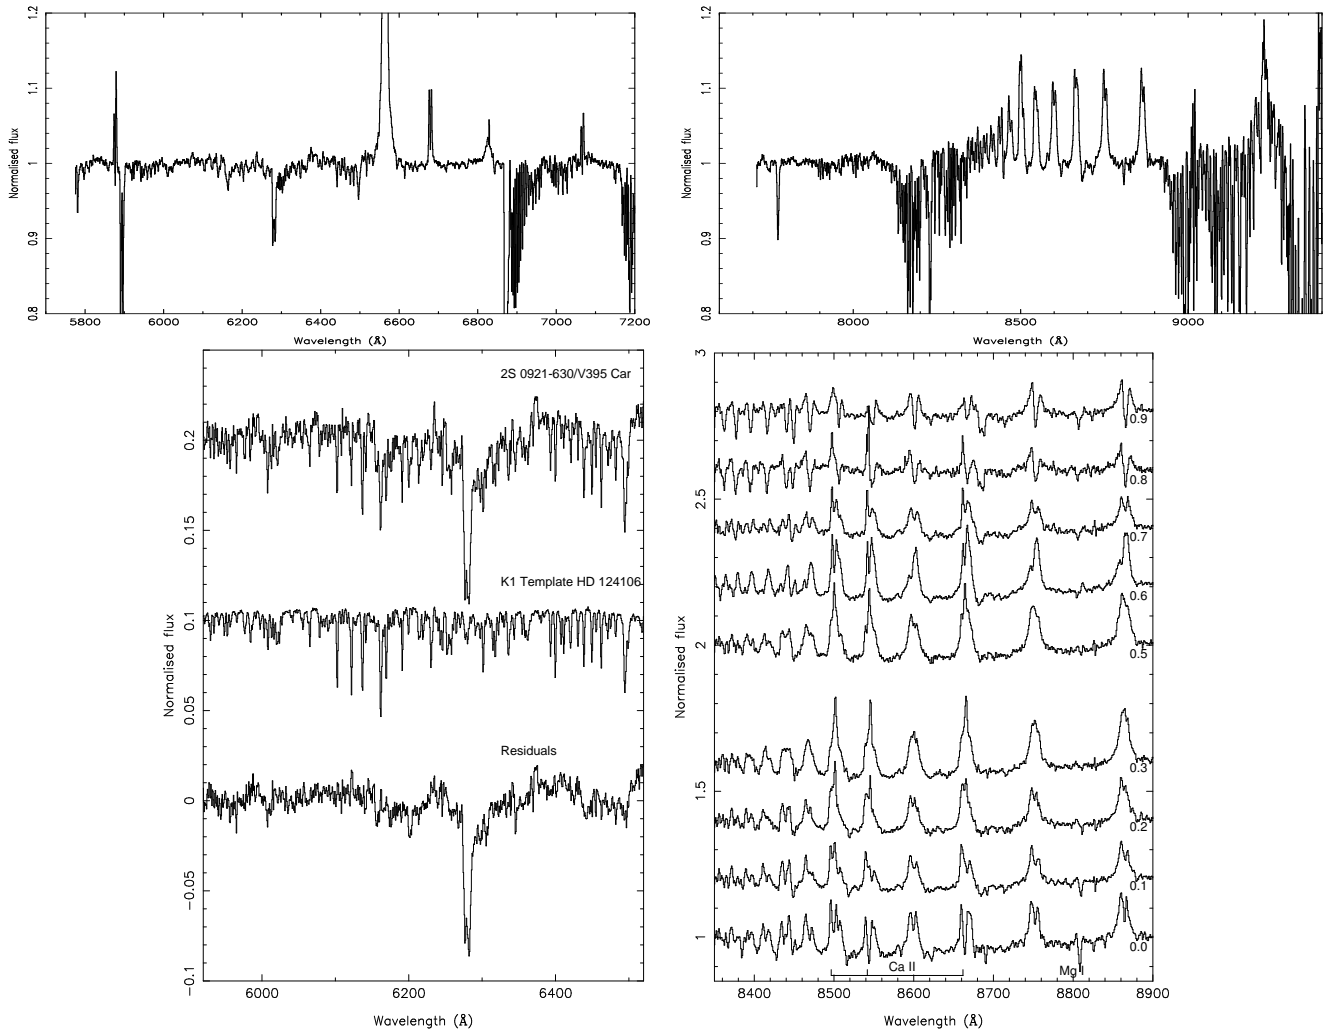 1.2
1.1
1
0.9
0.8
Normalised flux
5800 6000 6200 6400 6600 6800 7000 7200
Wavelength (Å)
1.2
1.1
1
0.9
0.8
Normalised flux
8000 8500 9000
Wavelength (Å)
2S 0921-630/V395 Car
K1 Template HD 124106
Residuals
0.2
0.15
0.1
0.05
0
−0.05
−0.1
Normalised flux
6000 6200 6400
Wavelength (Å)
3
2.5
2
1.5
1
Normalised flux
0.9
0.8
0.7
0.6
0.5
0.3
0.2
0.1
0.0
Ca II
Mg I
8400 8500 8600 8700 8800 8900
Wavelength (Å)